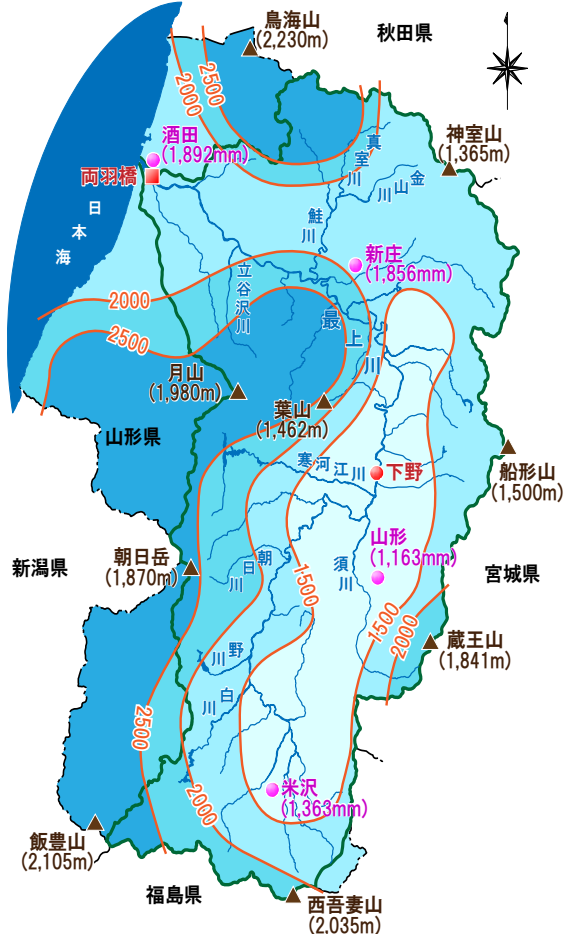 鳥海山
(2,230m)
秋田県
2500
2000
酒田
(1,892mm)
両羽橋
神室山
(1,365m)
真室川
金山川
鮭川
日本海
新庄
(1,856mm)
立谷沢川
2000
2500
最上川
月山
(1,980m)
葉山
(1,462m)
山形県
寒河江川
下野
船形山
(1,500m)
山形
(1,163mm)
新潟県
朝日岳
(1,870m)
朝日川
須川
宮城県
1500
1500
2000
蔵王山
(1,841m)
野川
白川
2500
2000
米沢
(1,363mm)
飯豊山
(2,105m)
福島県
西吾妻山
(2,035m)